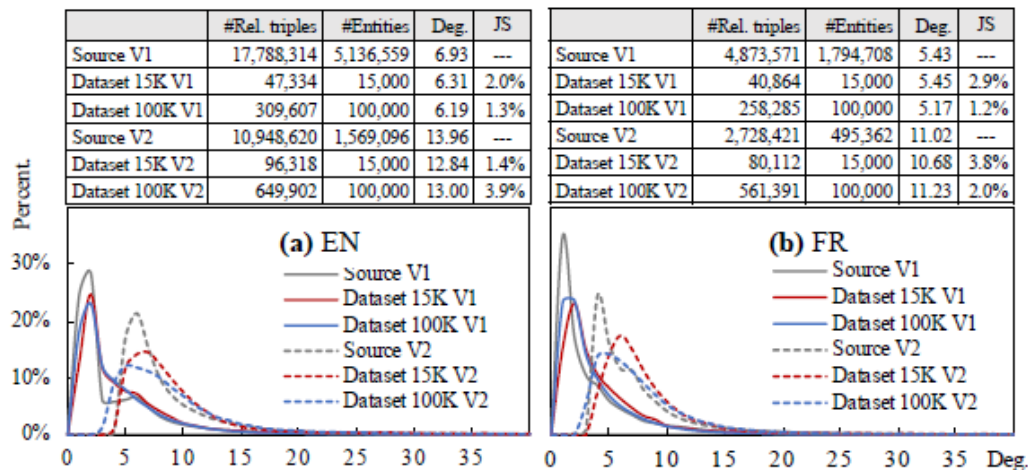 #Rel. triples #Entities Deg. JS
Source V1 17,788,314 5,136,559 6.93 ---
Dataset 15K V1 47,334 15,000 6.31 2.0%
Dataset 100K V1 309,607 100,000 6.19 1.3%
Source V2 10,948,620 1,569,096 13.96 ---
Dataset 15K V2 96,318 15,000 12.84 1.4%
Dataset 100K V2 649,902 100,000 13.00 3.9%
#Rel. triples #Entities Deg. JS
Source V1 4,873,571 1,794,708 5.43 ---
Dataset 15K V1 40,864 15,000 5.45 2.9%
Dataset 100K V1 258,285 100,000 5.17 1.2%
Source V2 2,728,421 495,362 11.02 ---
Dataset 15K V2 80,112 15,000 10.68 3.8%
Dataset 100K V2 561,391 100,000 11.23 2.0%
Percent.
30%
20%
10%
0%
(a) EN
Source V1
Dataset 15K V1
Dataset 100K V1
Source V2
Dataset 15K V2
Dataset 100K V2
0 5 10 15 20 25 30 35
(b) FR
Source V1
Dataset 15K V1
Dataset 100K V1
Source V2
Dataset 15K V2
Dataset 100K V2
0 5 10 15 20 25 30 35 Deg.